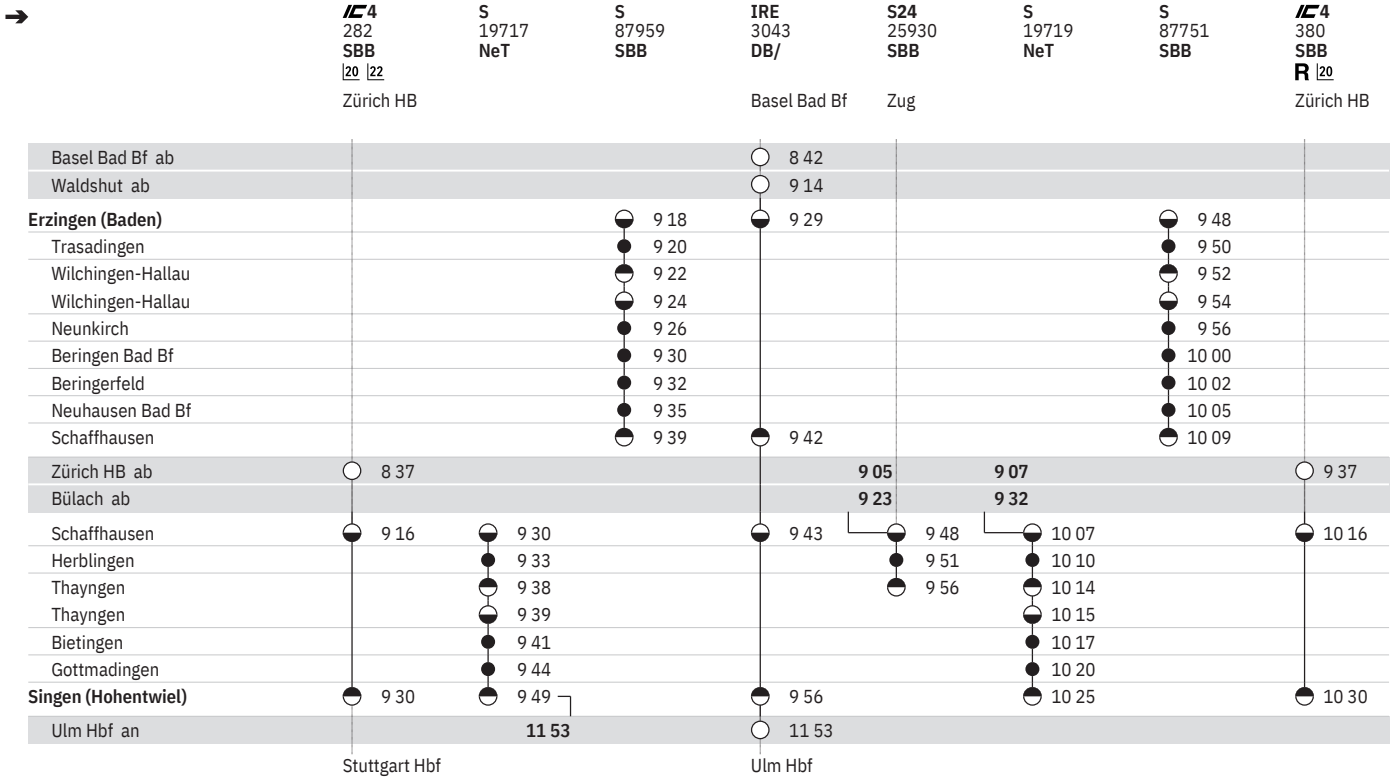 ➔ IC4 S S IRE S24 S S IC4
282 19717 87959 3043 25930 19719 87751 380
SBB NeT SBB DB/ SBB NeT SBB SBB
20 22 R 20
Zürich HB Basel Bad Bf Zug Zürich HB
Basel Bad Bf ab 8 42
Waldshut ab 9 14
Erzingen (Baden) 9 18 9 29 9 48
Trasadingen 9 20 9 50
Wilchingen-Hallau 9 22 9 52
Wilchingen-Hallau 9 24 9 54
Neunkirch 9 26 9 56
Beringen Bad Bf 9 30 10 00
Beringerfeld 9 32 10 02
Neuhausen Bad Bf 9 35 10 05
Schaffhausen 9 39 9 42 10 09
Zürich HB ab 8 37 9 05 9 07 9 37
Bülach ab 9 23 9 32
Schaffhausen 9 16 9 30 9 43 9 48 10 07 10 16
Herblingen 9 33 9 51 10 10
Thayngen 9 38 9 56 10 14
Thayngen 9 39 10 15
Bietingen 9 41 10 17
Gottmadingen 9 44 10 20
Singen (Hohentwiel) 9 30 9 49 9 56 10 25 10 30
Ulm Hbf an 11 53 11 53
Stuttgart Hbf Ulm Hbf